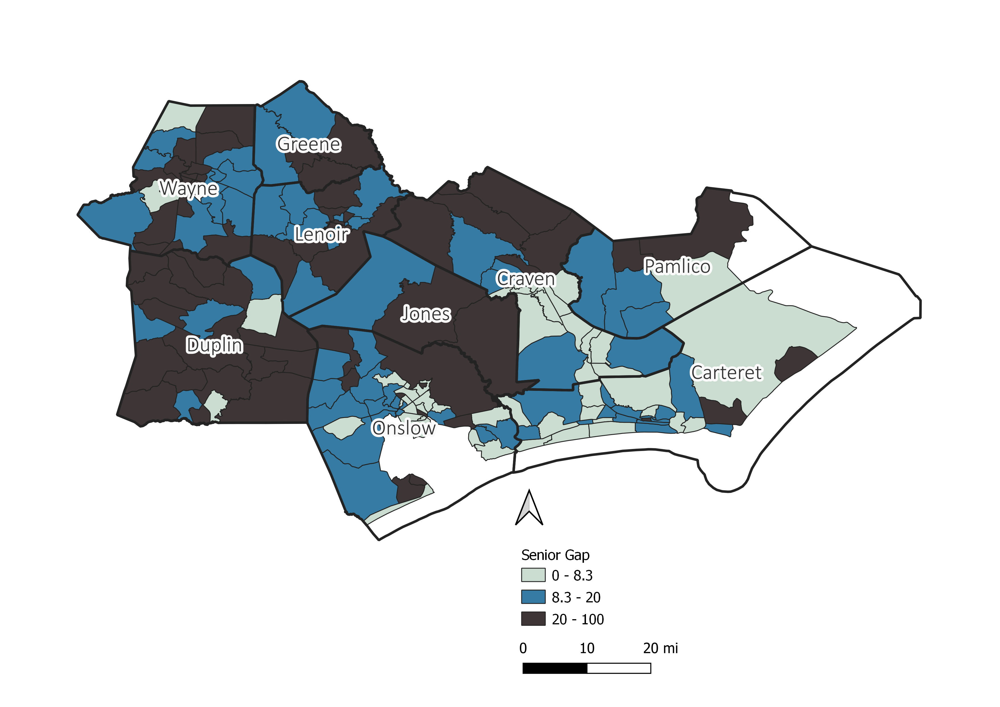 Greene
Wayne
Lenoir
Pamlico
Craven
Jones
Duplin
Carteret
Onslow
Senior Gap
0 - 8.3
8.3 - 20
20 - 100
0 10 20 mi